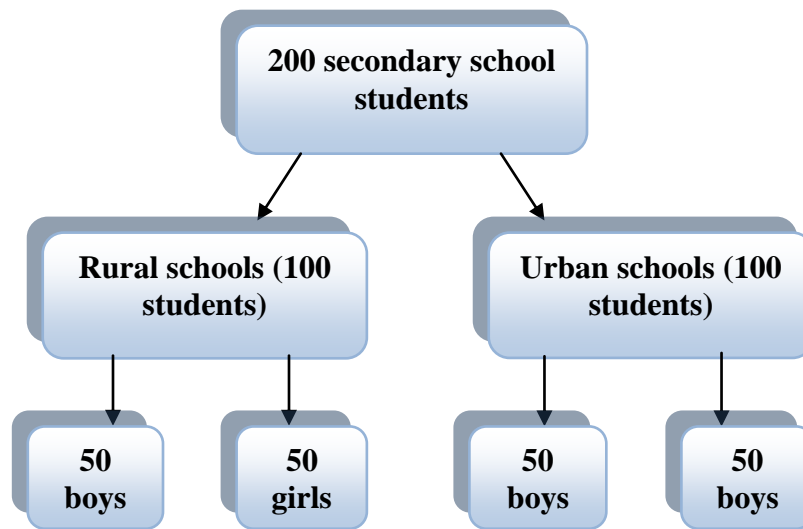 200 secondary school
students
Rural schools (100
students)
Urban schools (100
students)
50
boys
50
girls
50
boys
50
boys